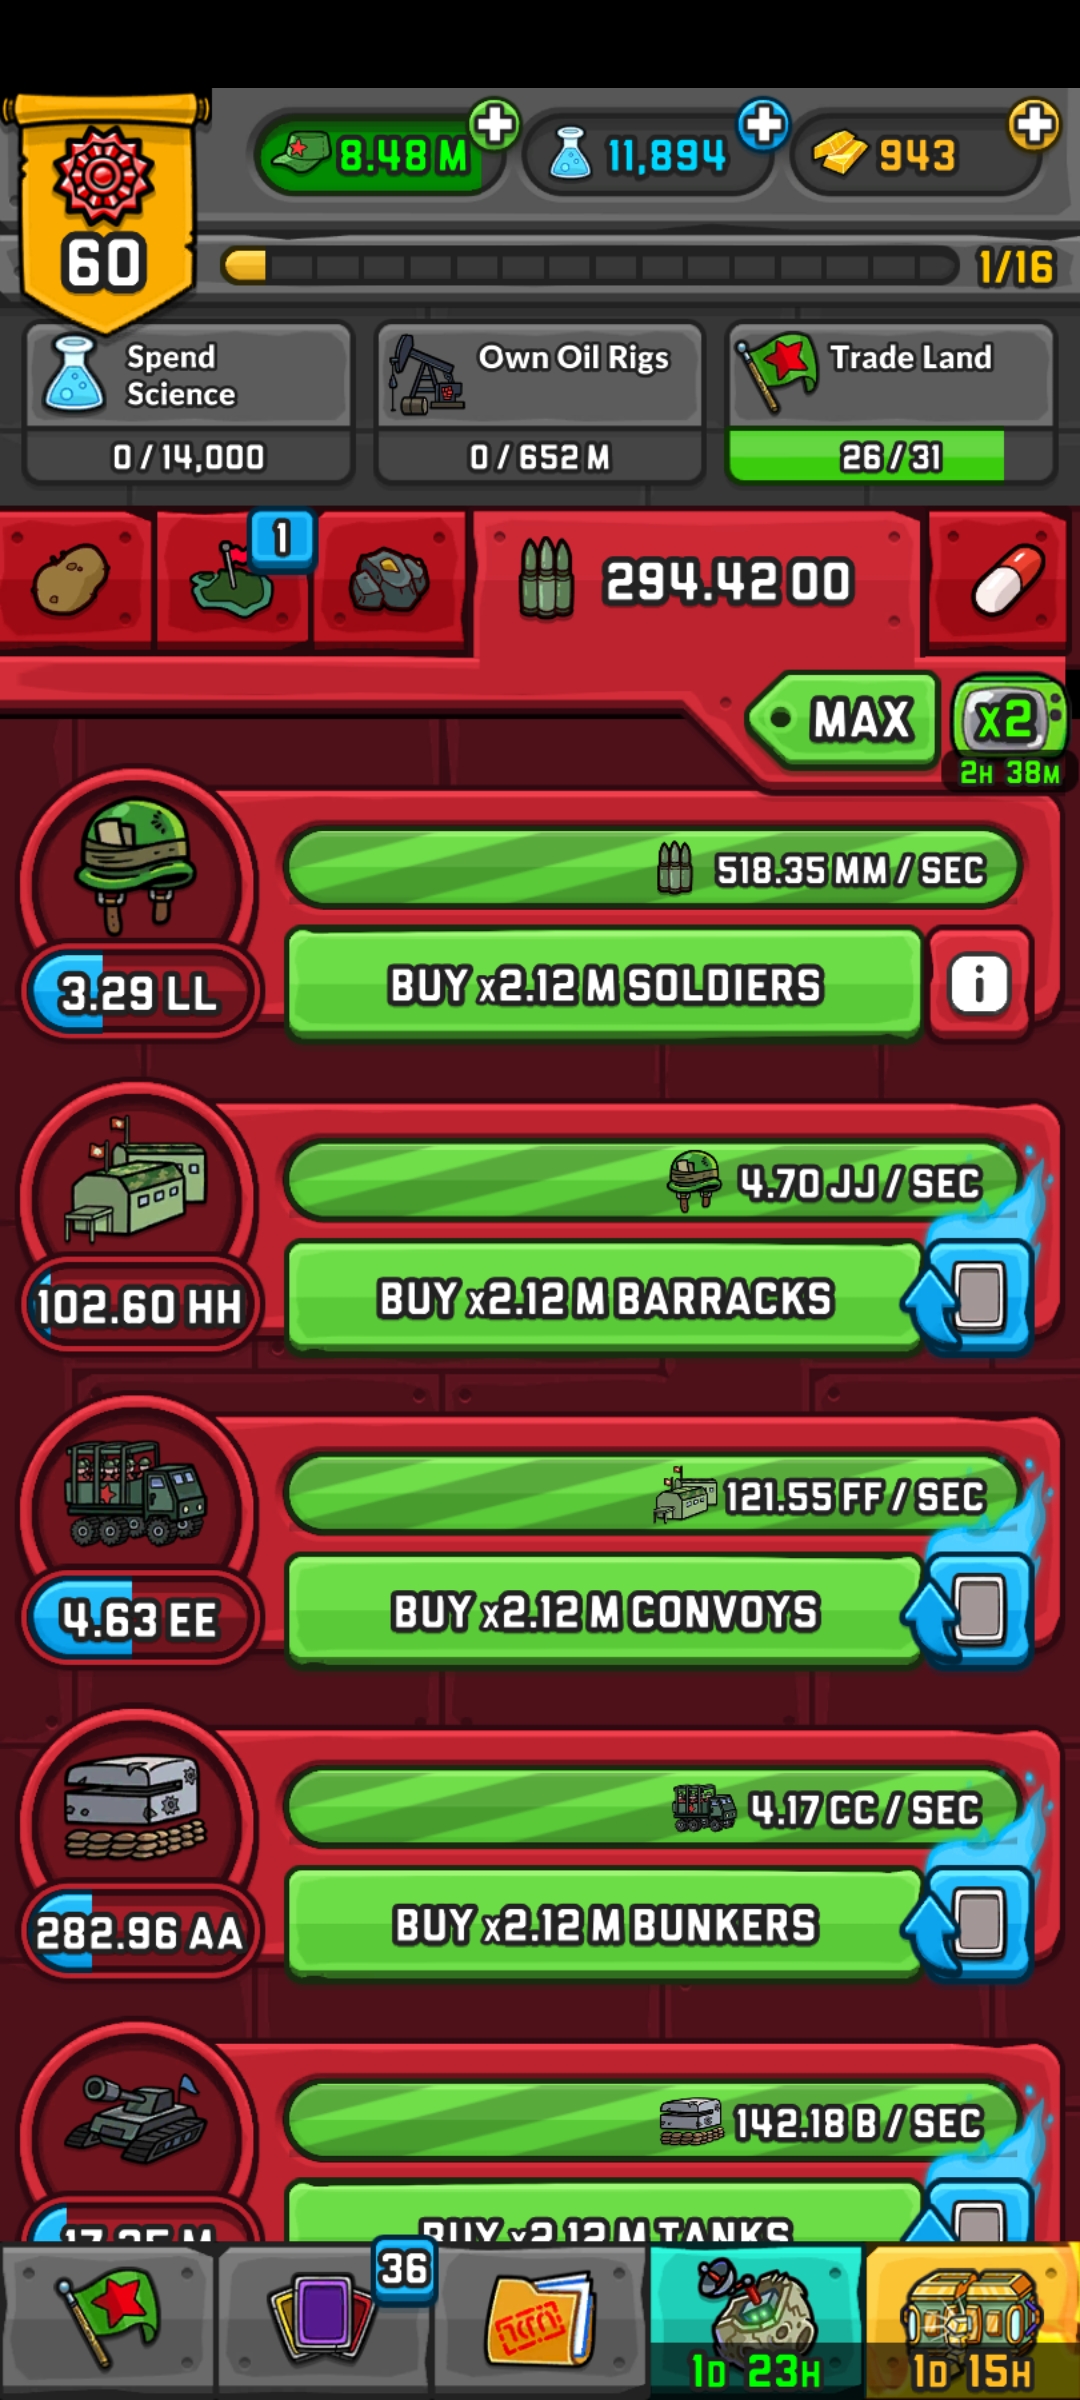 8.48 M
11,894
943
60
1/16
Spend
Science
0 / 14,000
Own Oil Rigs
0 / 652 M
Trade Land
26 / 31
1
294.42 OO
MAX
x2
2H 38M
518.35 MM / SEC
3.29 LL
BUY x2.12 M SOLDIERS
i
4.70 JJ / SEC
102.60 HH
BUY x2.12 M BARRACKS
121.55 FF / SEC
4.63 EE
BUY x2.12 M CONVOYS
4.17 CC / SEC
282.96 AA
BUY x2.12 M BUNKERS
142.18 B / SEC
BUY x2.12 M TANKS
36
1D 23H
1D 15H